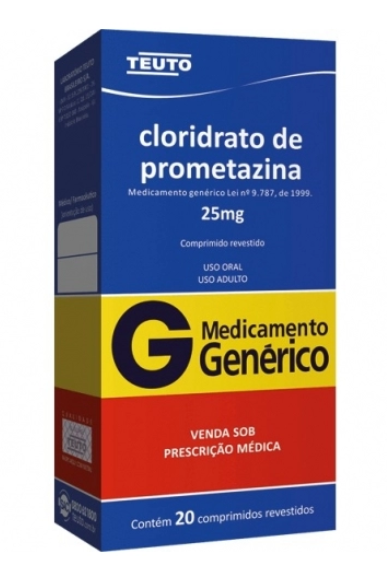 TEUTO
cloridrato de
prometazina
Medicamento genérico Lei nº 9.787, de 1999.
25mg
Comprimido revestido
USO ORAL
USO ADULTO
G Medicamento
Genérico
VENDA SOB
PRESCRIÇÃO MÉDICA
Contém 20 comprimidos revestidos
TEUTO